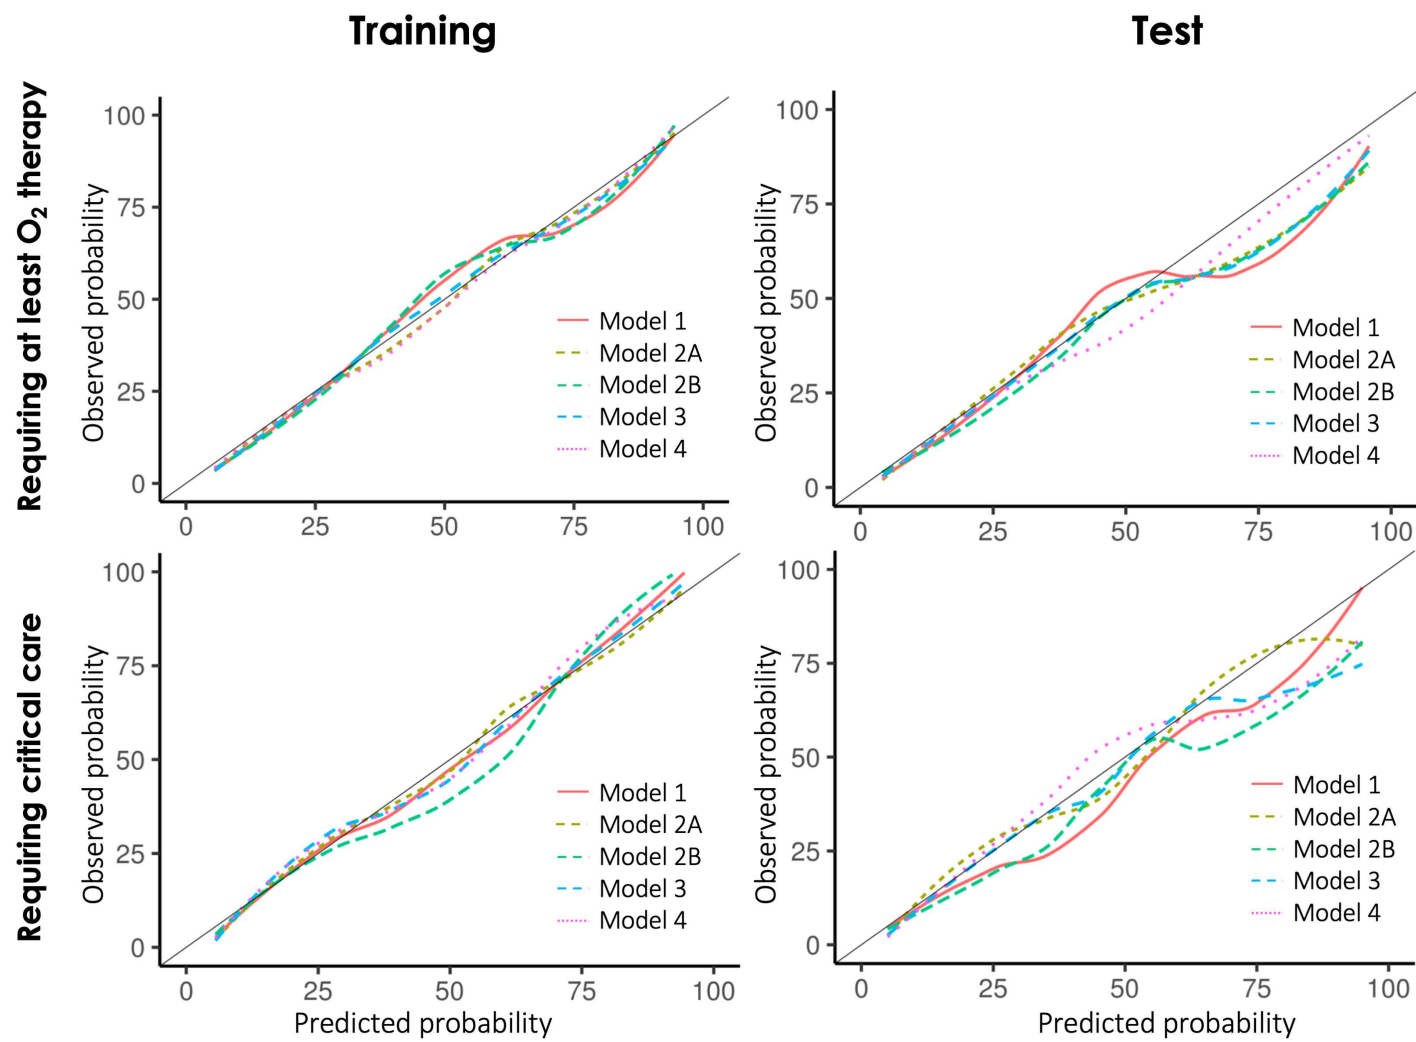 Training
Test
Requiring at least O₂ therapy
Observed probability
100
75
50
25
0
0 25 50 75 100
Model 1
Model 2A
Model 2B
Model 3
Model 4
Observed probability
100
75
50
25
0
0 25 50 75 100
Model 1
Model 2A
Model 2B
Model 3
Model 4
Requiring critical care
Observed probability
100
75
50
25
0
0 25 50 75 100
Predicted probability
Model 1
Model 2A
Model 2B
Model 3
Model 4
Observed probability
100
75
50
25
0
0 25 50 75 100
Predicted probability
Model 1
Model 2A
Model 2B
Model 3
Model 4